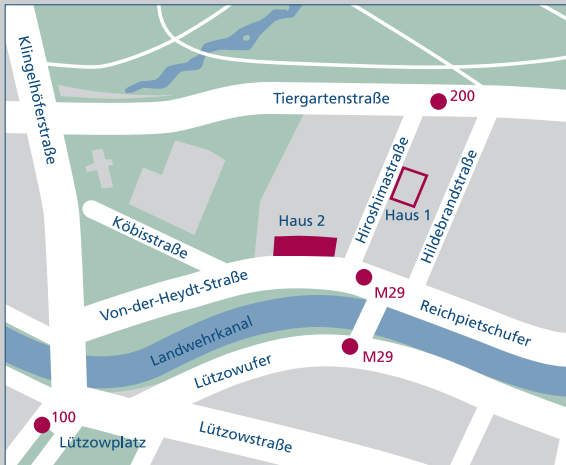 Klingelhöferstraße
Tiergartenstraße
200
Hiroshimastraße
Haus 1
Hildebrandstraße
Haus 2
Köbisstraße
Von-der-Heydt-Straße
M29
Reichpietschufer
Landwehrkanal
M29
Lützowufer
100
Lützowplatz
Lützowstraße